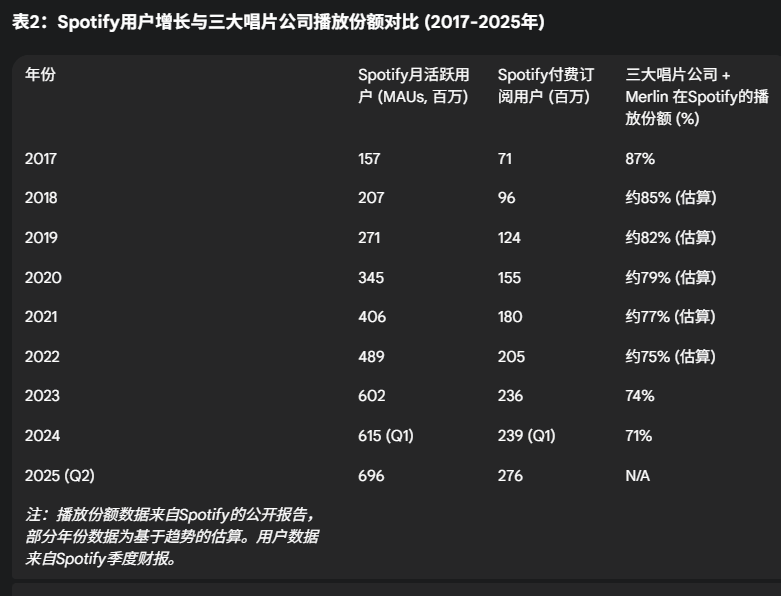 表2：Spotify用户增长与三大唱片公司播放份额对比 (2017-2025年)
年份 Spotify月活跃用户 (MAUs, 百万) Spotify付费订阅用户 (百万) 三大唱片公司 + Merlin 在Spotify的播放份额 (%)
2017 157 71 87%
2018 207 96 约85% (估算)
2019 271 124 约82% (估算)
2020 345 155 约79% (估算)
2021 406 180 约77% (估算)
2022 489 205 约75% (估算)
2023 602 236 74%
2024 615 (Q1) 239 (Q1) 71%
2025 (Q2) 696 276 N/A
注：播放份额数据来自Spotify的公开报告，
部分年份数据为基于趋势的估算。用户数据
来自Spotify季度财报。